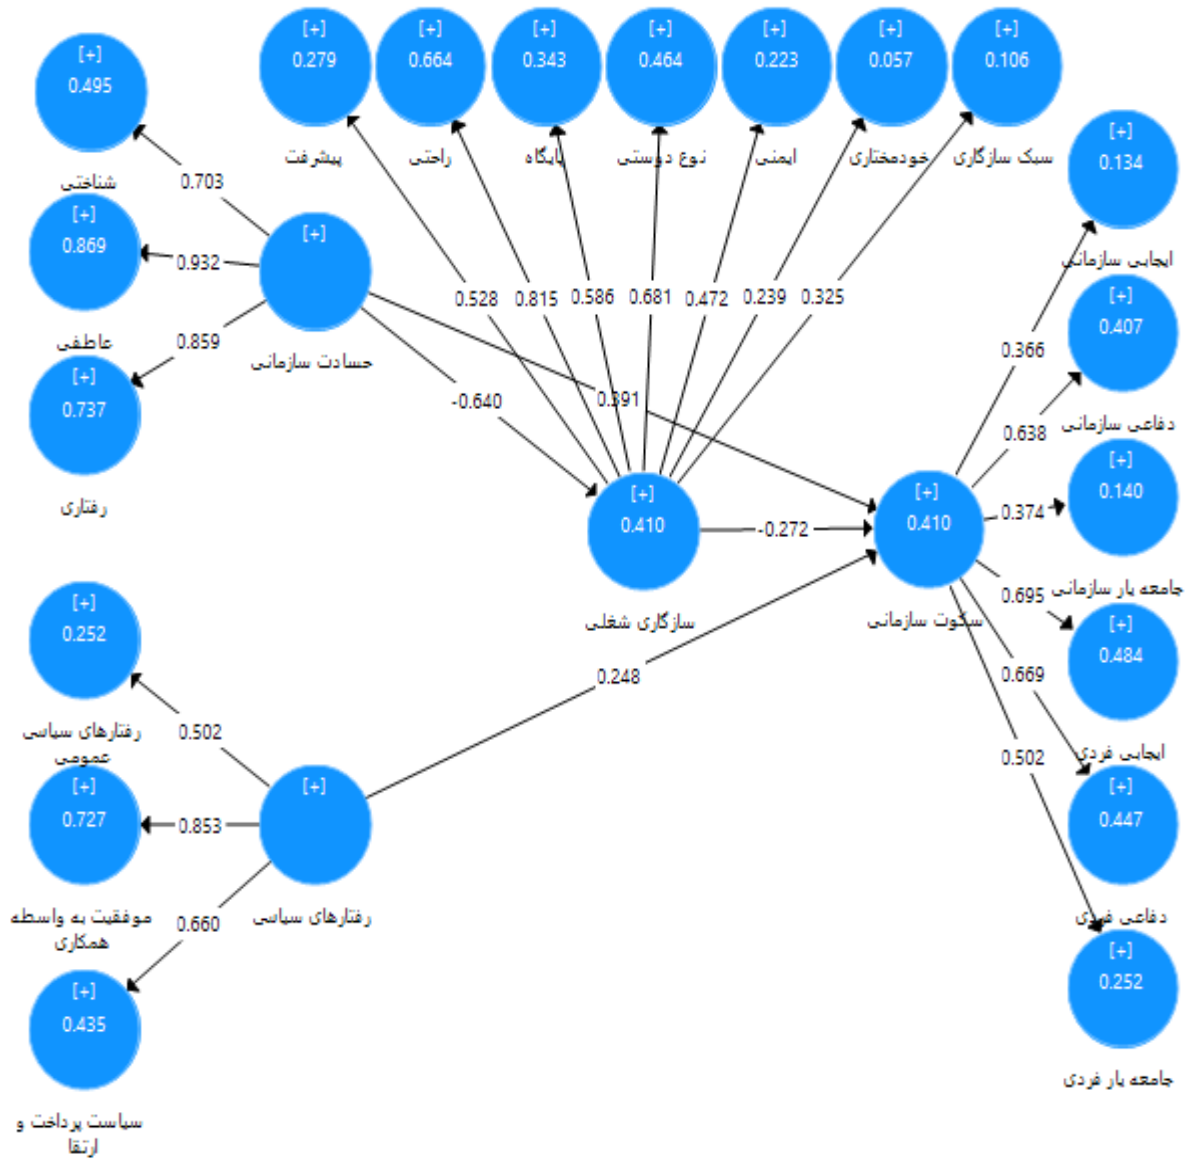 [+]
0.495
شناختی
[+]
0.279
پیشرفت
[+]
0.664
راحتی
[+]
0.343
پایگاه
[+]
0.464
نوع دوستی
[+]
0.223
ایمنی
[+]
0.057
خودمختاری
[+]
0.106
سبک سازگاری
[+]
0.134
ایجابی سازمانی
0.703
[+]
0.869
عاطفی
0.932
[+]
حسادت سازمانی
0.859
[+]
0.737
رفتاری
0.528
0.815
0.586
0.681
0.472
0.239
0.325
-0.640
0.391
0.366
[+]
0.407
دفاعی سازمانی
0.638
[+]
0.410
سازگاری شغلی
-0.272
[+]
0.410
سکوت سازمانی
0.374
[+]
0.140
جامعه یار سازمانی
0.695
[+]
0.484
ایجابی فردی
0.669
[+]
0.447
دفاعی فردی
0.502
[+]
0.252
جامعه یار فردی
0.248
[+]
0.252
رفتارهای سیاسی
عمومی
0.502
[+]
0.727
موفقیت به واسطه
همکاری
0.853
[+]
رفتارهای سیاسی
0.660
[+]
0.435
سیاست پرداخت و
ارتقا